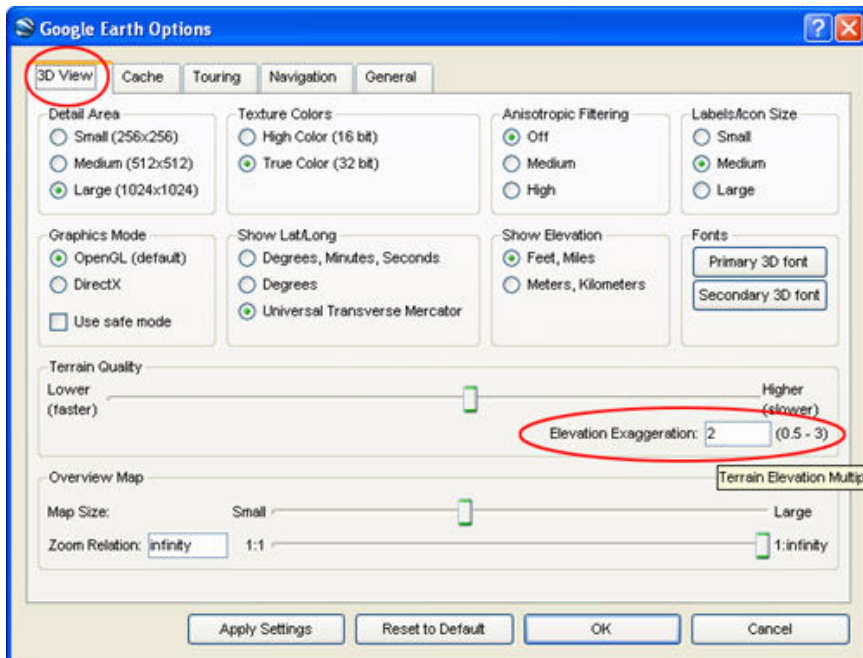 Google Earth Options
3D View Cache Touring Navigation General
Detail Area
Small (256x256)
Medium (512x512)
Large (1024x1024)
Texture Colors
High Color (16 bit)
True Color (32 bit)
Anisotropic Filtering
Off
Medium
High
Labels/Icon Size
Small
Medium
Large
Graphics Mode
OpenGL (default)
DirectX
Use safe mode
Show Lat/Long
Degrees, Minutes, Seconds
Degrees
Universal Transverse Mercator
Show Elevation
Feet, Miles
Meters, Kilometers
Fonts
Primary 3D font
Secondary 3D font
Terrain Quality
Lower
(faster)
Higher
(slower)
Elevation Exaggeration: 2 (0.5 - 3)
Terrain Elevation Multip
Overview Map
Map Size: Small Large
Zoom Relation: infinity 1:1 1:infinity
Apply Settings Reset to Default OK Cancel